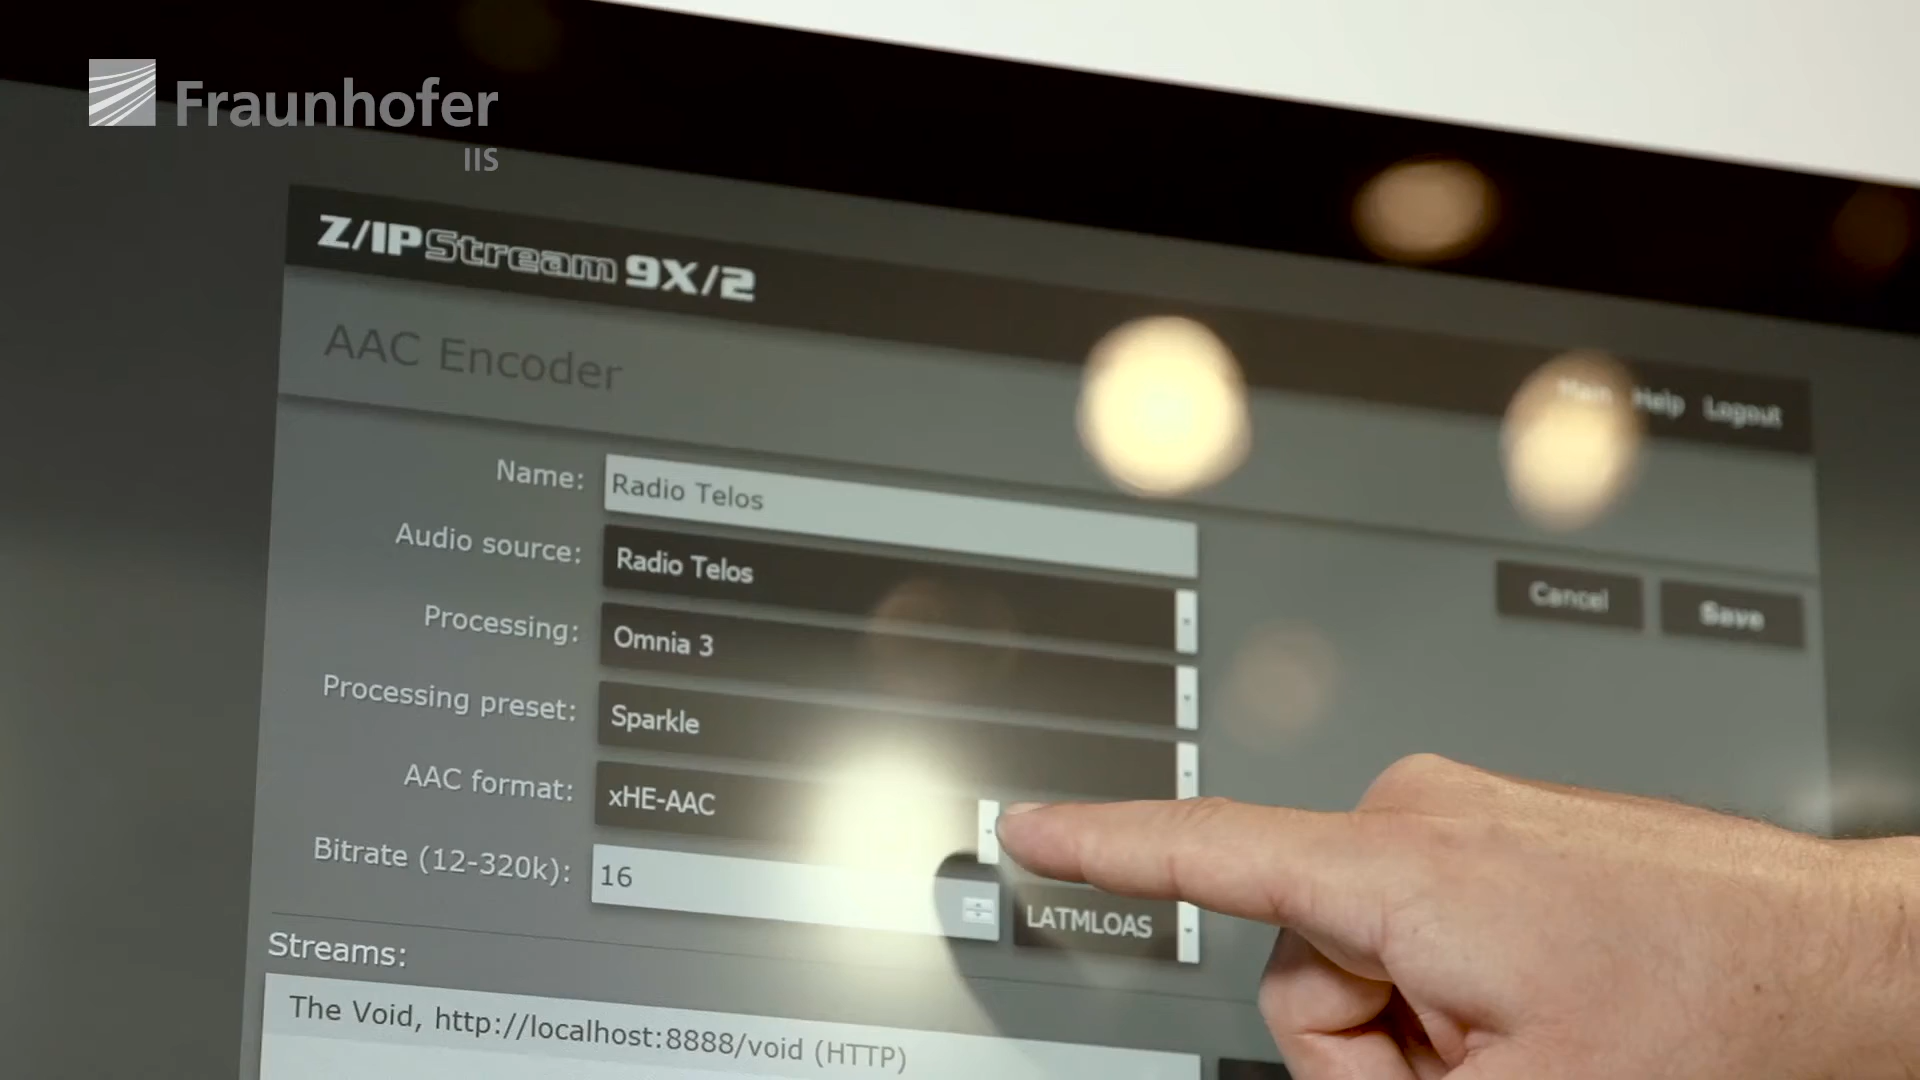 Fraunhofer
IIS
Z/IPStream 9X/2
AAC Encoder
Main Help Logout
Name: Radio Telos
Audio source: Radio Telos
Cancel Save
Processing: Omnia 3
Processing preset: Sparkle
AAC format: xHE-AAC
Bitrate (12-320k): 16
LATMLOAS
Streams:
The Void, http://localhost:8888/void (HTTP)